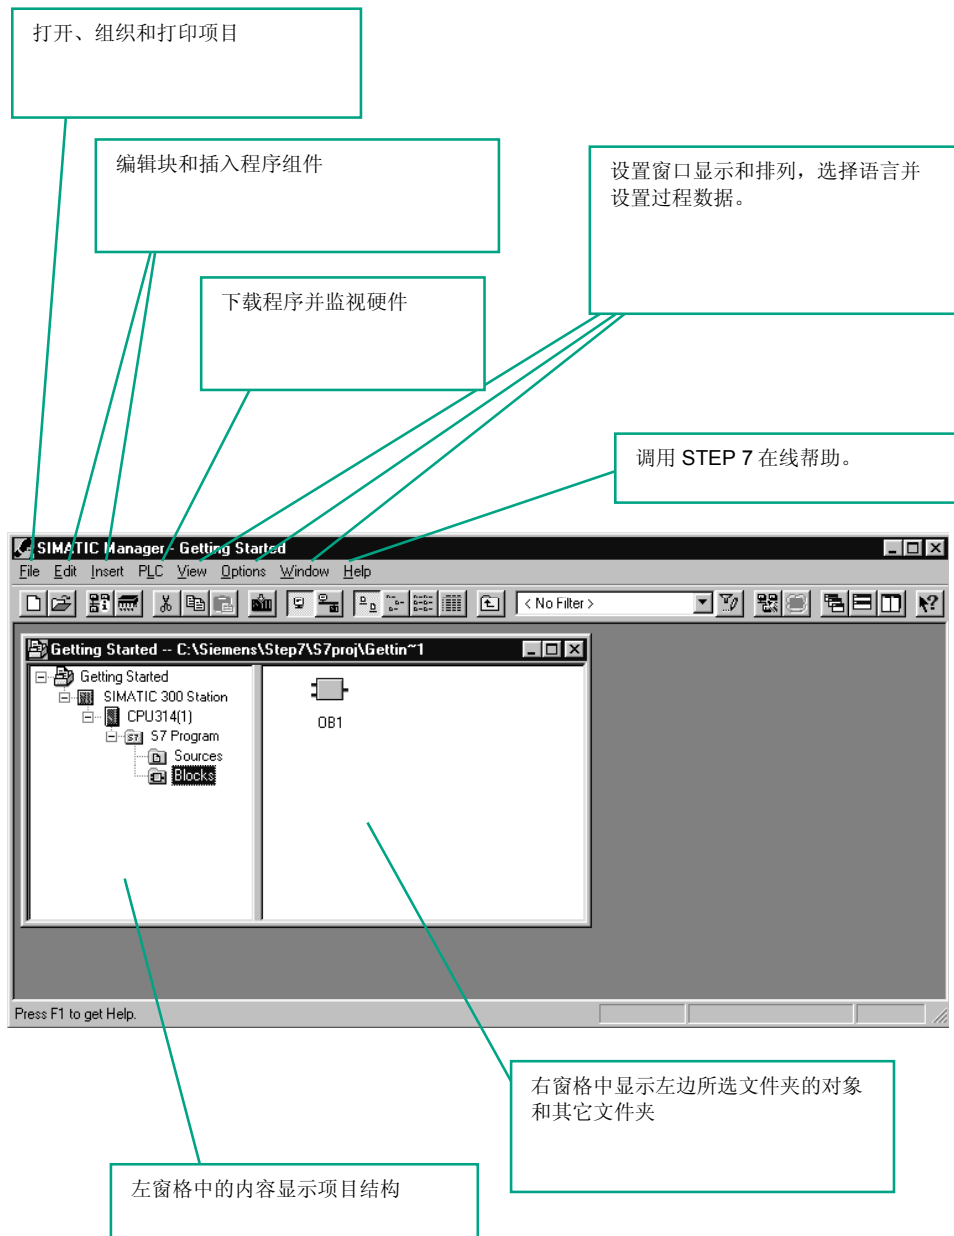 打开、组织和打印项目
编辑块和插入程序组件
设置窗口显示和排列，选择语言并
设置过程数据。
下载程序并监视硬件
调用 STEP 7 在线帮助。
SIMATIC Manager - Getting Started
File Edit Insert PLC View Options Window Help
< No Filter >
Getting Started -- C:\Siemens\Step7\S7proj\Gettin~1
Getting Started
SIMATIC 300 Station
CPU314(1)
S7 Program
Sources
Blocks
OB1
Press F1 to get Help.
右窗格中显示左边所选文件夹的对象
和其它文件夹
左窗格中的内容显示项目结构